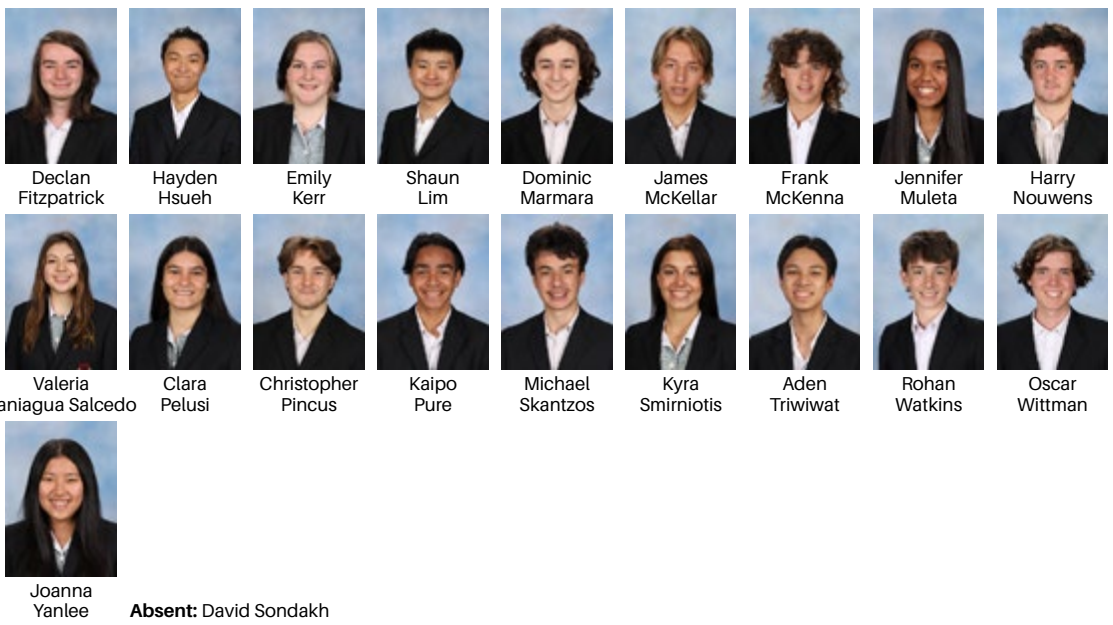 Declan
Fitzpatrick
Hayden
Hsueh
Emily
Kerr
Shaun
Lim
Dominic
Marmara
James
McKellar
Frank
McKenna
Jennifer
Muleta
Harry
Nouwens
Valeria
aniagua Salcedo
Clara
Pelusi
Christopher
Pincus
Kaipo
Pure
Michael
Skantzos
Kyra
Smirniotis
Aden
Triwiwat
Rohan
Watkins
Oscar
Wittman
Joanna
Yanlee
Absent: David Sondakh